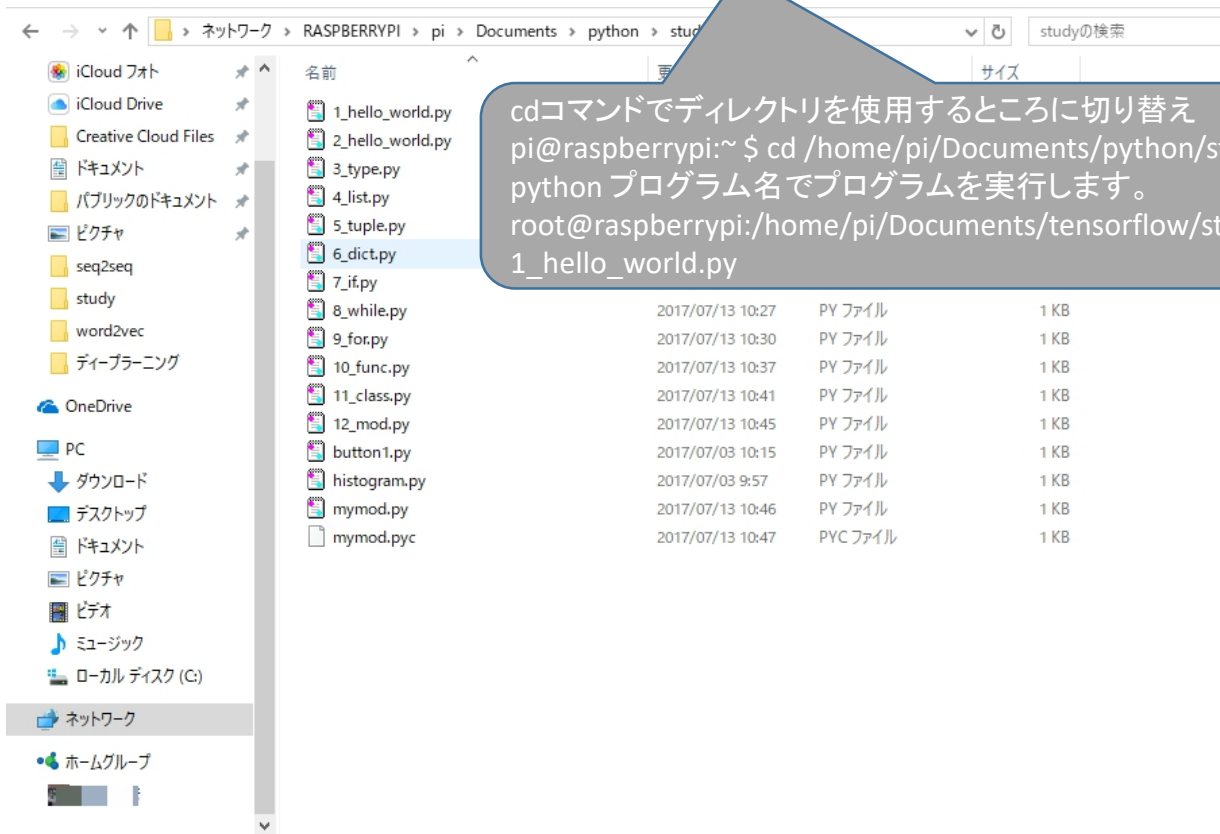 ネットワーク > RASPBERRYPI > pi > Documents > python >
studyの検索
iCloud フォト
iCloud Drive
Creative Cloud Files
ドキュメント
パブリックのドキュメント
ピクチャ
seq2seq
study
word2vec
ディープラーニング
OneDrive
PC
ダウンロード
デスクトップ
ドキュメント
ピクチャ
ビデオ
ミュージック
ローカル ディスク (C:)
ネットワーク
ホームグループ
名前 サイズ
1_hello_world.py
2_hello_world.py
3_type.py
4_list.py
5_tuple.py
6_dict.py
7_if.py
8_while.py 2017/07/13 10:27 PY ファイル 1 KB
9_for.py 2017/07/13 10:30 PY ファイル 1 KB
10_func.py 2017/07/13 10:37 PY ファイル 1 KB
11_class.py 2017/07/13 10:41 PY ファイル 1 KB
12_mod.py 2017/07/13 10:45 PY ファイル 1 KB
button1.py 2017/07/03 10:15 PY ファイル 1 KB
histogram.py 2017/07/03 9:57 PY ファイル 1 KB
mymod.py 2017/07/13 10:46 PY ファイル 1 KB
mymod.pyc 2017/07/13 10:47 PYC ファイル 1 KB
cdコマンドでディレクトリを使用するところに切り替え
pi@raspberrypi:~ $ cd /home/pi/Documents/python/st
python プログラム名でプログラムを実行します。
root@raspberrypi:/home/pi/Documents/tensorflow/st
1_hello_world.py